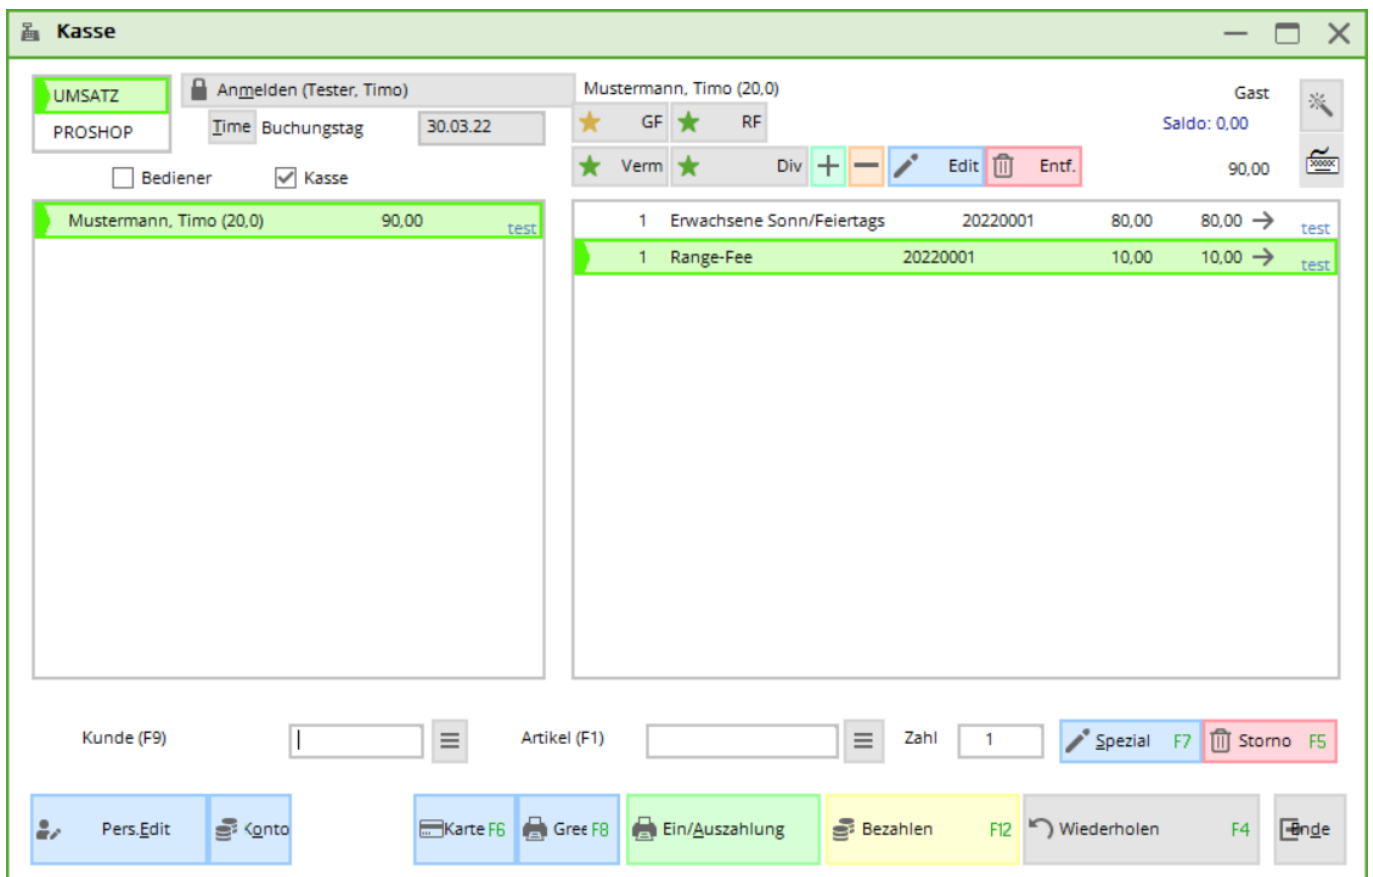 Kasse
UMSATZ
PROSHOP
Anmelden (Tester, Timo)
Time Buchungstag 30.03.22
Bediener Kasse
Mustermann, Timo (20,0) Gast
GF RF Saldo: 0,00
Verm Div Edit Entf. 90,00
Mustermann, Timo (20,0) 90,00 test
1 Erwachsene Sonn/Feiertags 20220001 80,00 80,00 test
1 Range-Fee 20220001 10,00 10,00 test
Kunde (F9) Artikel (F1) Zahl 1 Spezial F7 Storno F5
Pers.Edit Konto Karte F6 Gree F8 Ein/Auszahlung Bezahlen F12 Wiederholen F4 Ende